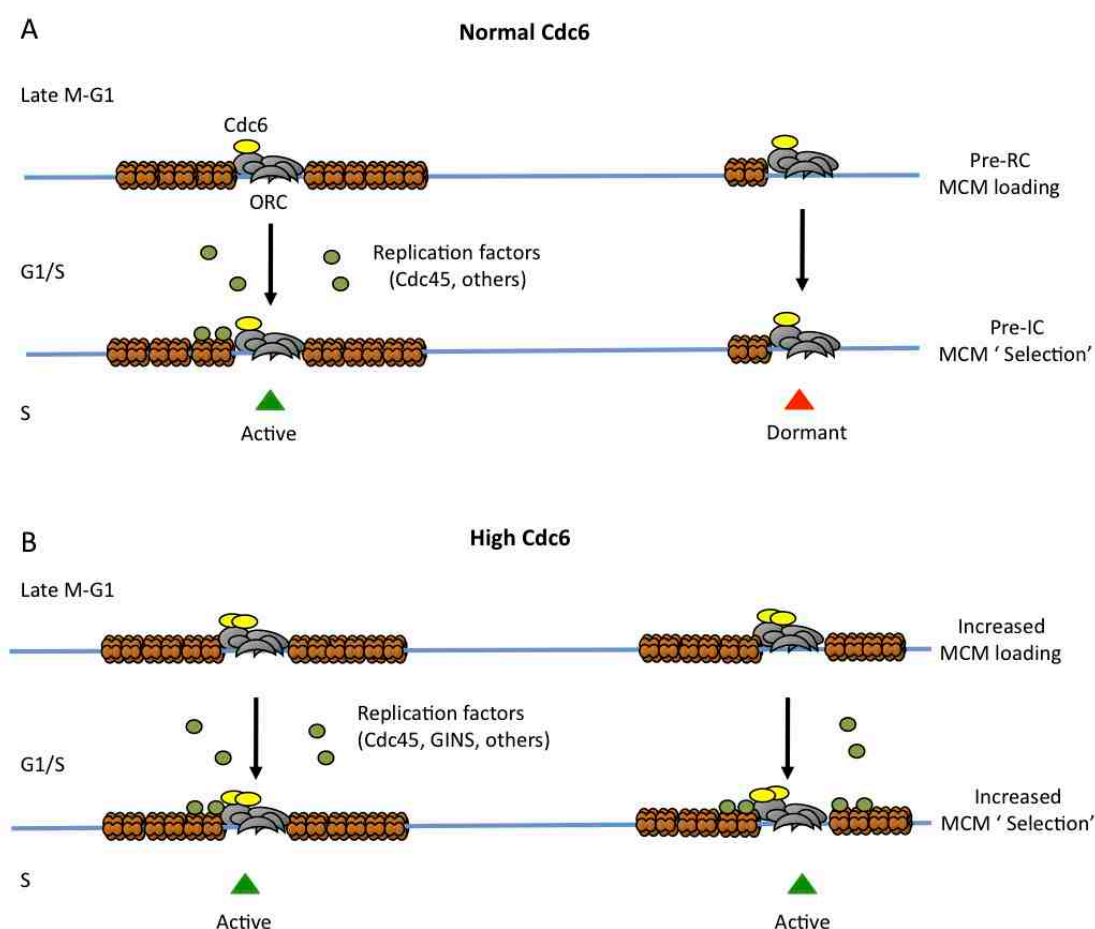 A
Normal Cdc6
Late M-G1
Cdc6
ORC
Pre-RC
MCM loading
G1/S
Replication factors
(Cdc45, others)
Pre-IC
MCM ‘ Selection’
S
Active
Dormant
B
High Cdc6
Late M-G1
Increased
MCM loading
G1/S
Replication factors
(Cdc45, GINS, others)
Increased
MCM ‘ Selection’
S
Active
Active